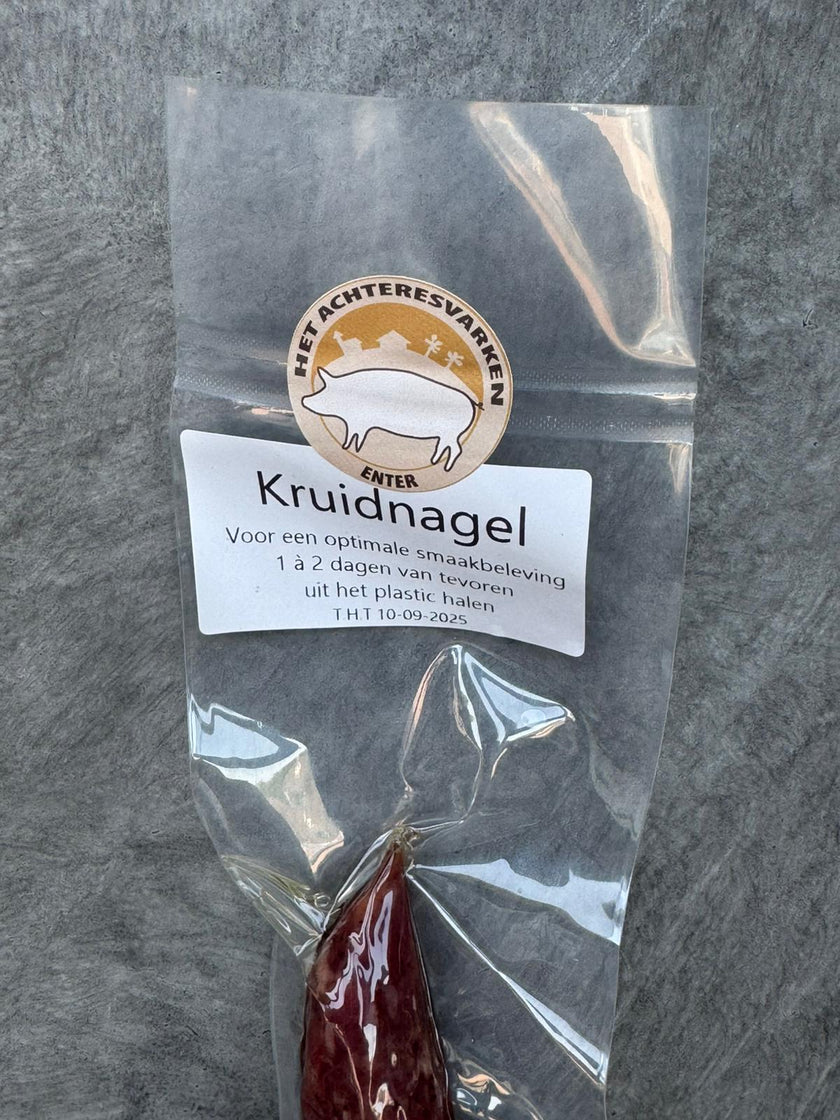 HET ACHTERESVARKEN
ENTER
Kruidnagel
Voor een optimale smaakbeleving
1 à 2 dagen van tevoren
uit het plastic halen
T.H.T 10-09-2025